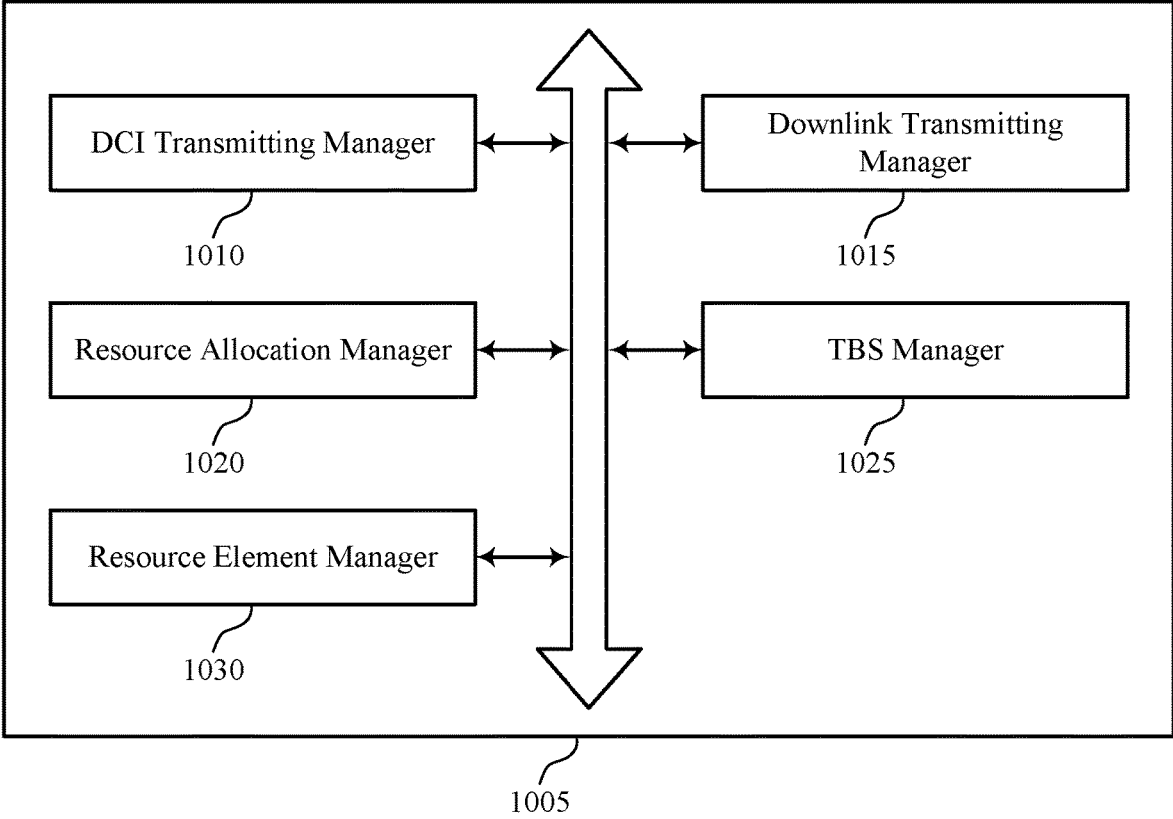 DCI Transmitting Manager
1010
Downlink Transmitting
Manager
1015
Resource Allocation Manager
1020
TBS Manager
1025
Resource Element Manager
1030
1005